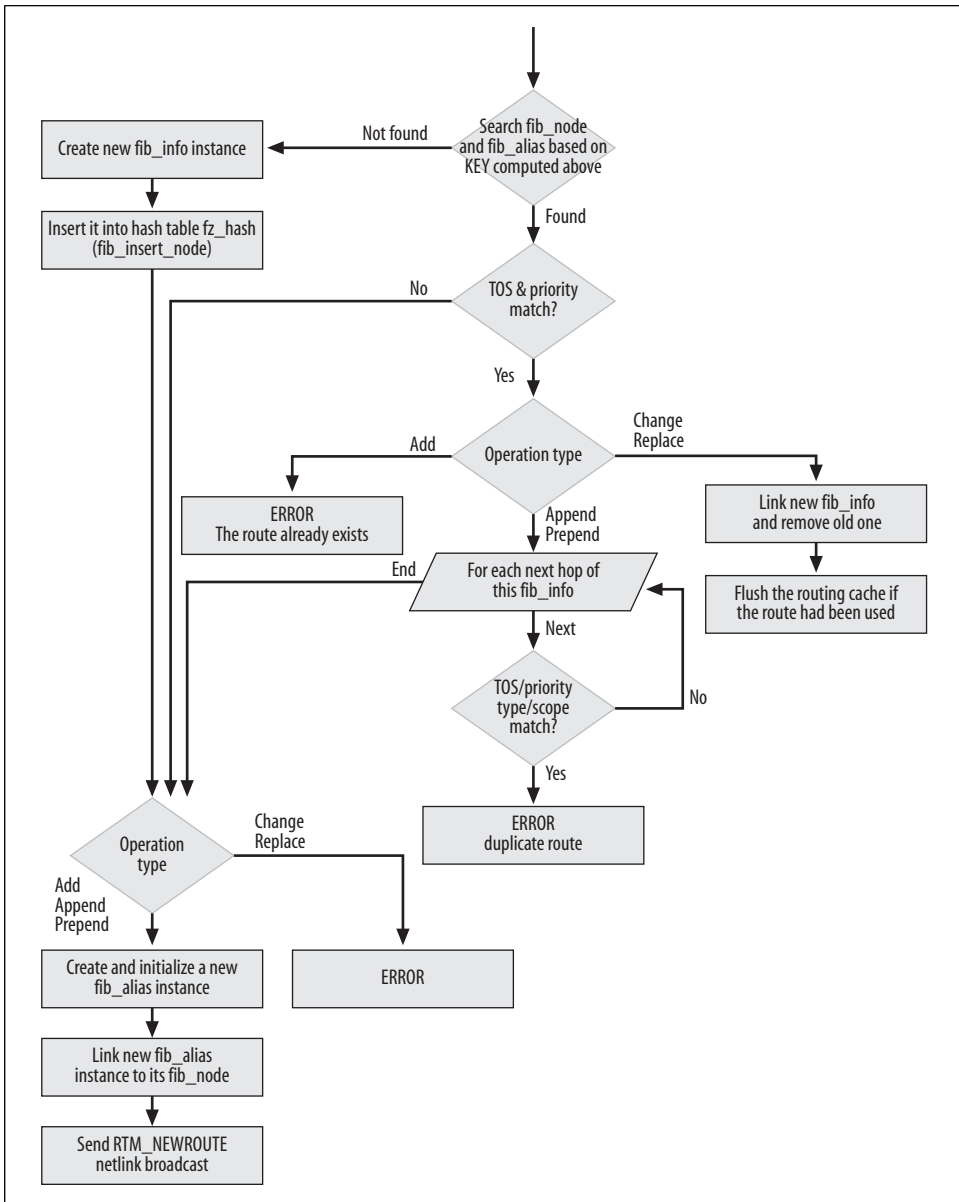 Search fib_node
and fib_alias based on
KEY computed above
Not found
Create new fib_info instance
Insert it into hash table fz_hash
(fib_insert_node)
Found
TOS & priority
match?
No
Yes
Operation type
Add
Change
Replace
ERROR
The route already exists
Link new fib_info
and remove old one
Append
Prepend
For each next hop of
this fib_info
End
Flush the routing cache if
the route had been used
Next
TOS/priority
type/scope
match?
No
Yes
ERROR
duplicate route
Operation
type
Change
Replace
Add
Append
Prepend
Create and initialize a new
fib_alias instance
ERROR
Link new fib_alias
instance to its fib_node
Send RTM_NEWROUTE
netlink broadcast